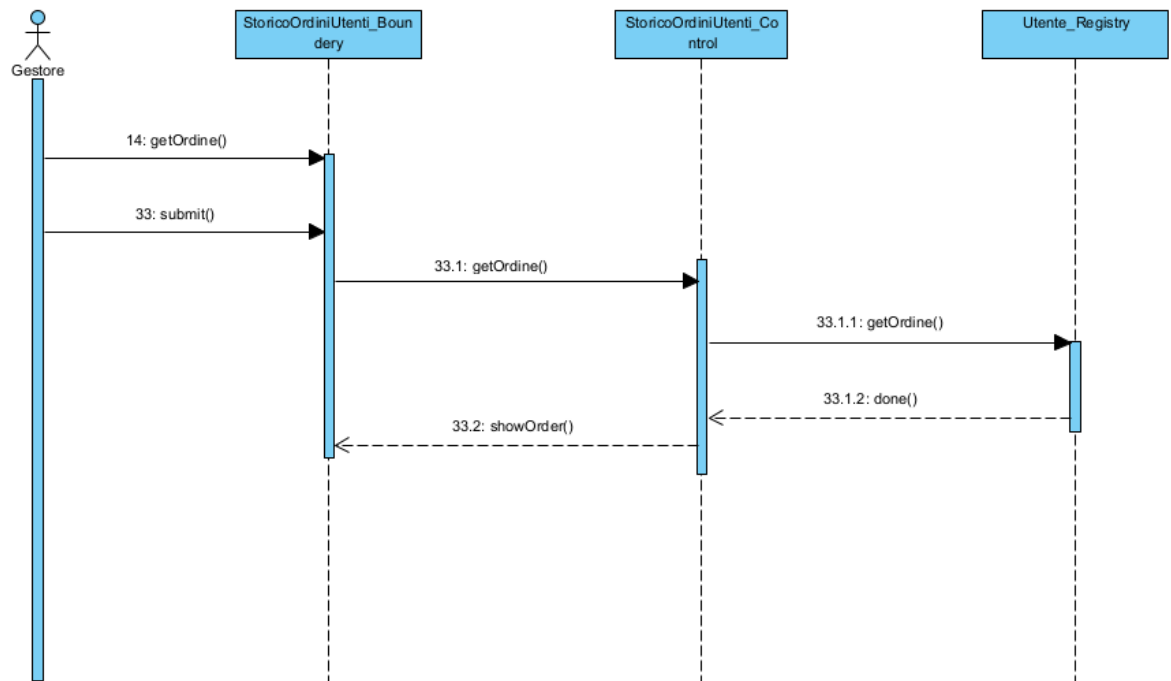 StoricoOrdiniUtenti_Boun
dery
StoricoOrdiniUtenti_Co
ntrol
Utente_Registry
Gestore
14: getOrdine()
33: submit()
33.1: getOrdine()
33.1.1: getOrdine()
33.1.2: done()
33.2: showOrder()